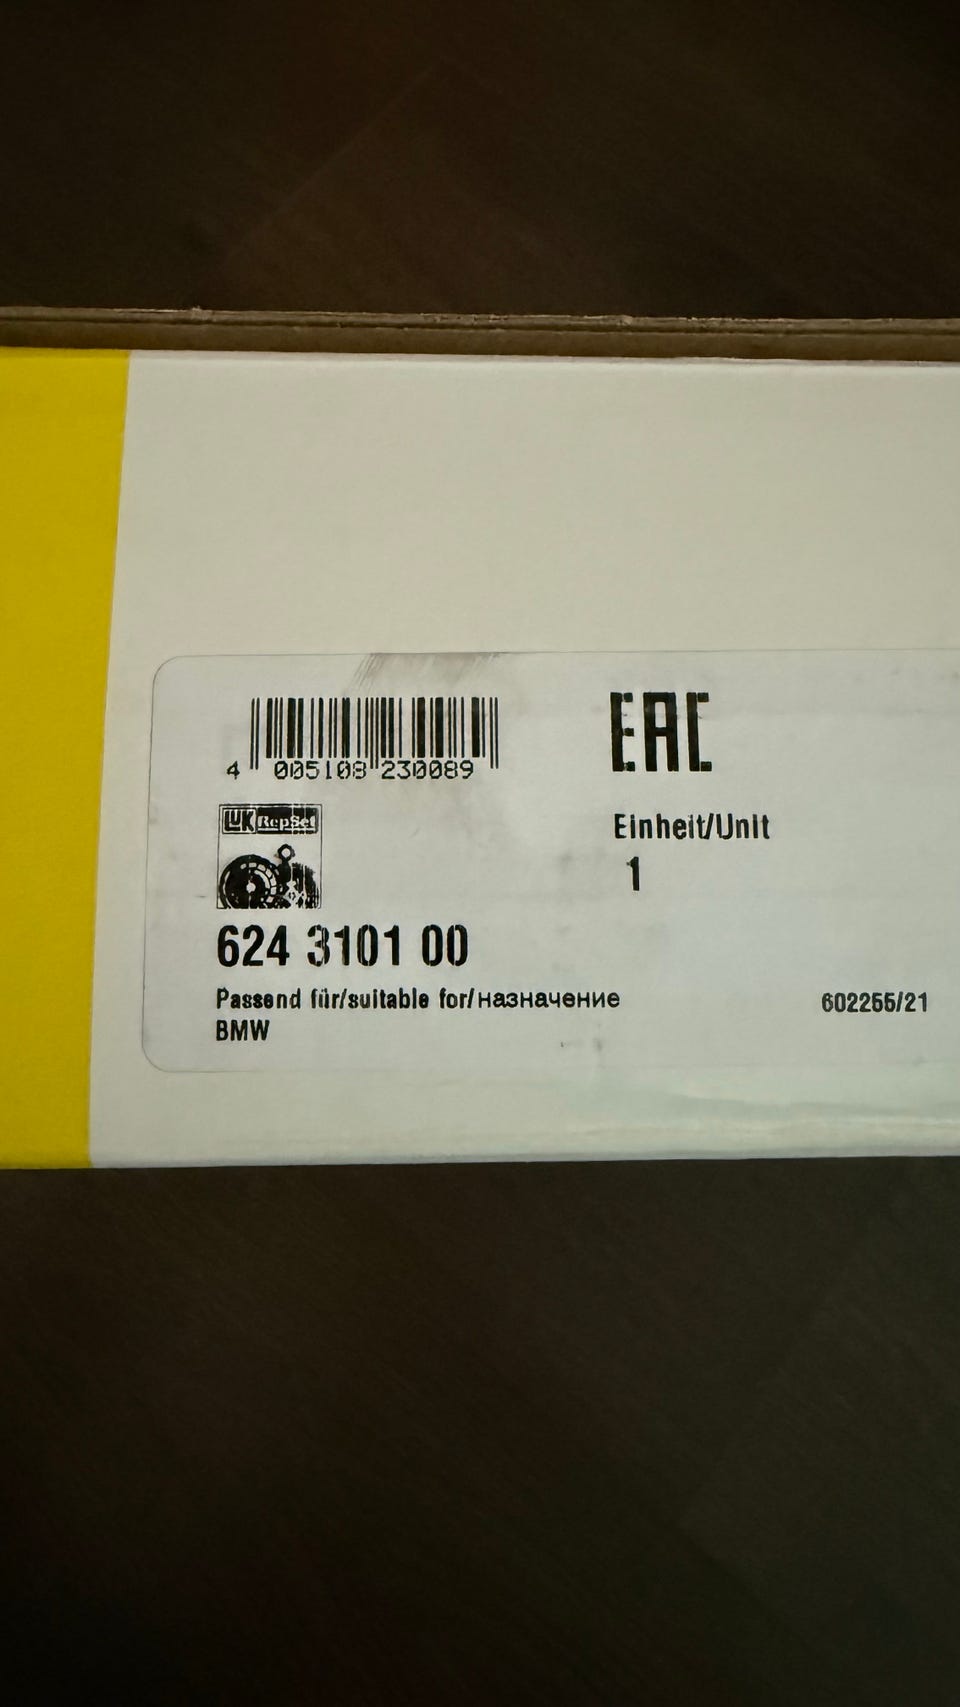 4 005108 230089
EAC
LUK RepSet
Einheit/Unit
1
624 3101 00
Passend für/suitable for/назначение
BMW
602255/21